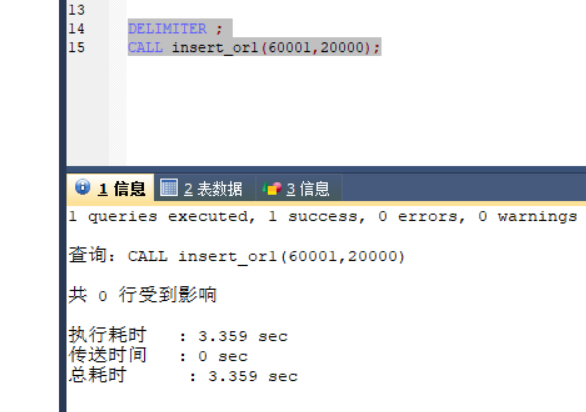 13
14 DELIMITER ;
15 CALL insert_or1(60001,20000);
1 信息 2 表数据 3 信息
1 queries executed, 1 success, 0 errors, 0 warnings
查询：CALL insert_or1(60001,20000)
共 0 行受到影响
执行耗时 : 3.359 sec
传送时间 : 0 sec
总耗时 : 3.359 sec